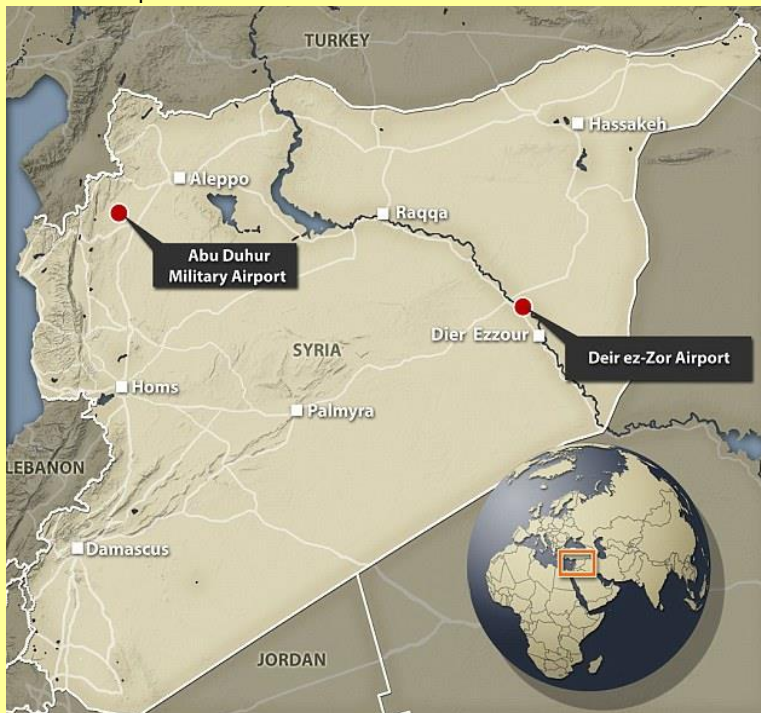 TURKEY
Hassakeh
Aleppo
Raqqa
Abu Duhur
Military Airport
Dier Ezzour
SYRIA
Deir ez-Zor Airport
Homs
Palmyra
LEBANON
Damascus
JORDAN